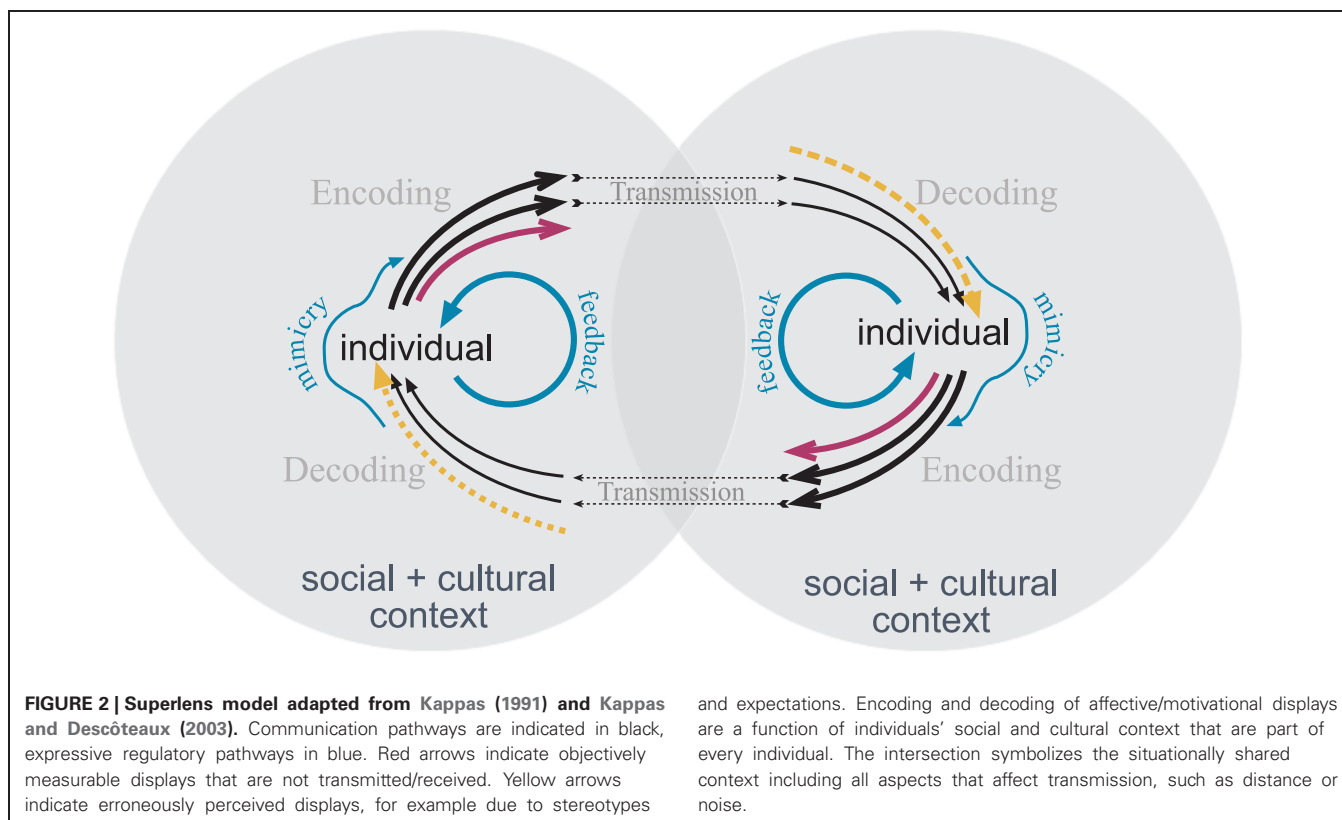 Encoding
Transmission
Transmission
Decoding
mimicry
individual
feedback
feedback
individual
mimicry
Decoding
Transmission
Encoding
social + cultural
context
social + cultural
context
FIGURE 2 | Superlens model adapted from Kappas (1991) and Kappas
and Descôteaux (2003). Communication pathways are indicated in black,
expressive regulatory pathways in blue. Red arrows indicate objectively
measurable displays that are not transmitted/received. Yellow arrows
indicate erroneously perceived displays, for example due to stereotypes
and expectations. Encoding and decoding of affective/motivational displays
are a function of individuals' social and cultural context that are part of
every individual. The intersection symbolizes the situationally shared
context including all aspects that affect transmission, such as distance or
noise.